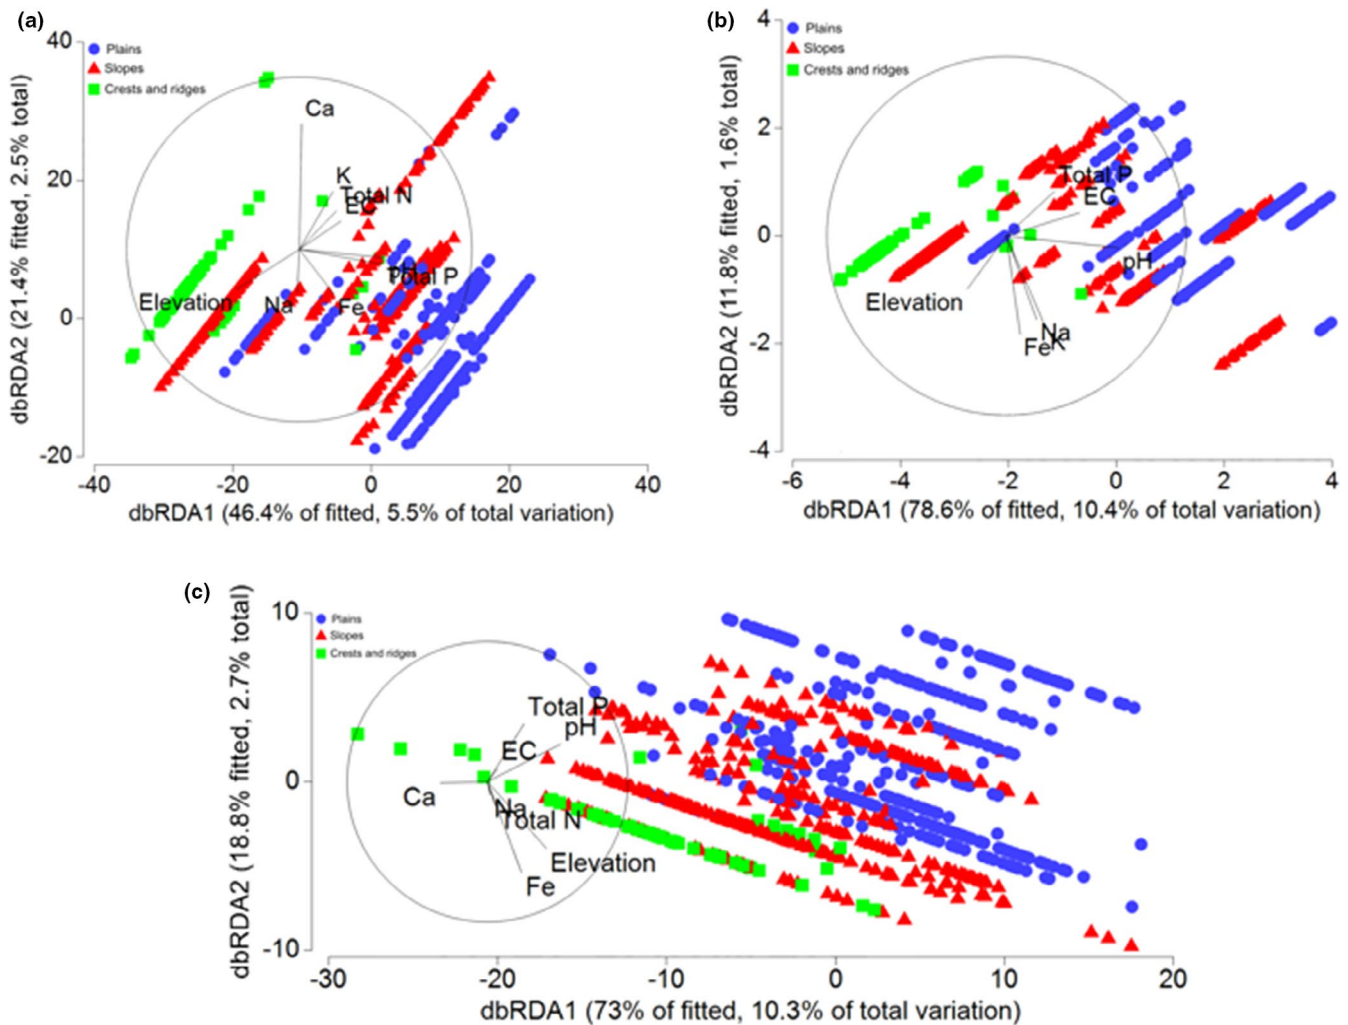 (a)
40
20
0
-20
dbRDA2 (21.4% fitted, 2.5% total)
Plains
Slopes
Crests and ridges
Ca
K
Total N
EC
pH
Total P
Elevation
Na
Fe
-40
-20
0
20
40
dbRDA1 (46.4% of fitted, 5.5% of total variation)
(b)
4
2
0
-2
-4
dbRDA2 (11.8% fitted, 1.6% total)
Plains
Slopes
Crests and ridges
Total P
EC
pH
Elevation
Na
K
Fe
-6
-4
-2
0
2
4
dbRDA1 (78.6% of fitted, 10.4% of total variation)
(c)
10
0
-10
dbRDA2 (18.8% fitted, 2.7% total)
Plains
Slopes
Crests and ridges
Total P
pH
EC
Ca
Na
Total N
Elevation
Fe
-30
-20
-10
0
10
20
dbRDA1 (73% of fitted, 10.3% of total variation)